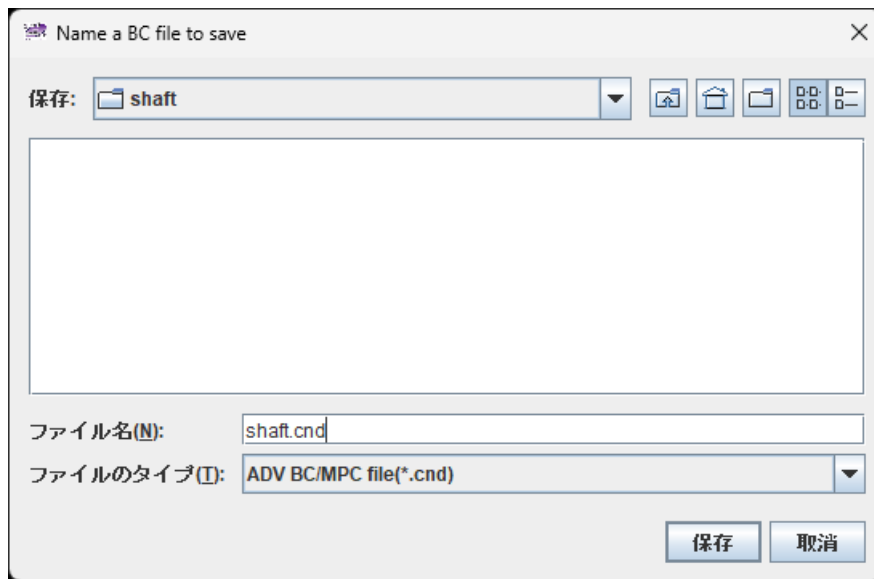 Name a BC file to save
保存: shaft
ファイル名(N): shaft.cnd
ファイルのタイプ(T): ADV BC/MPC file(*.cnd)
保存 取消